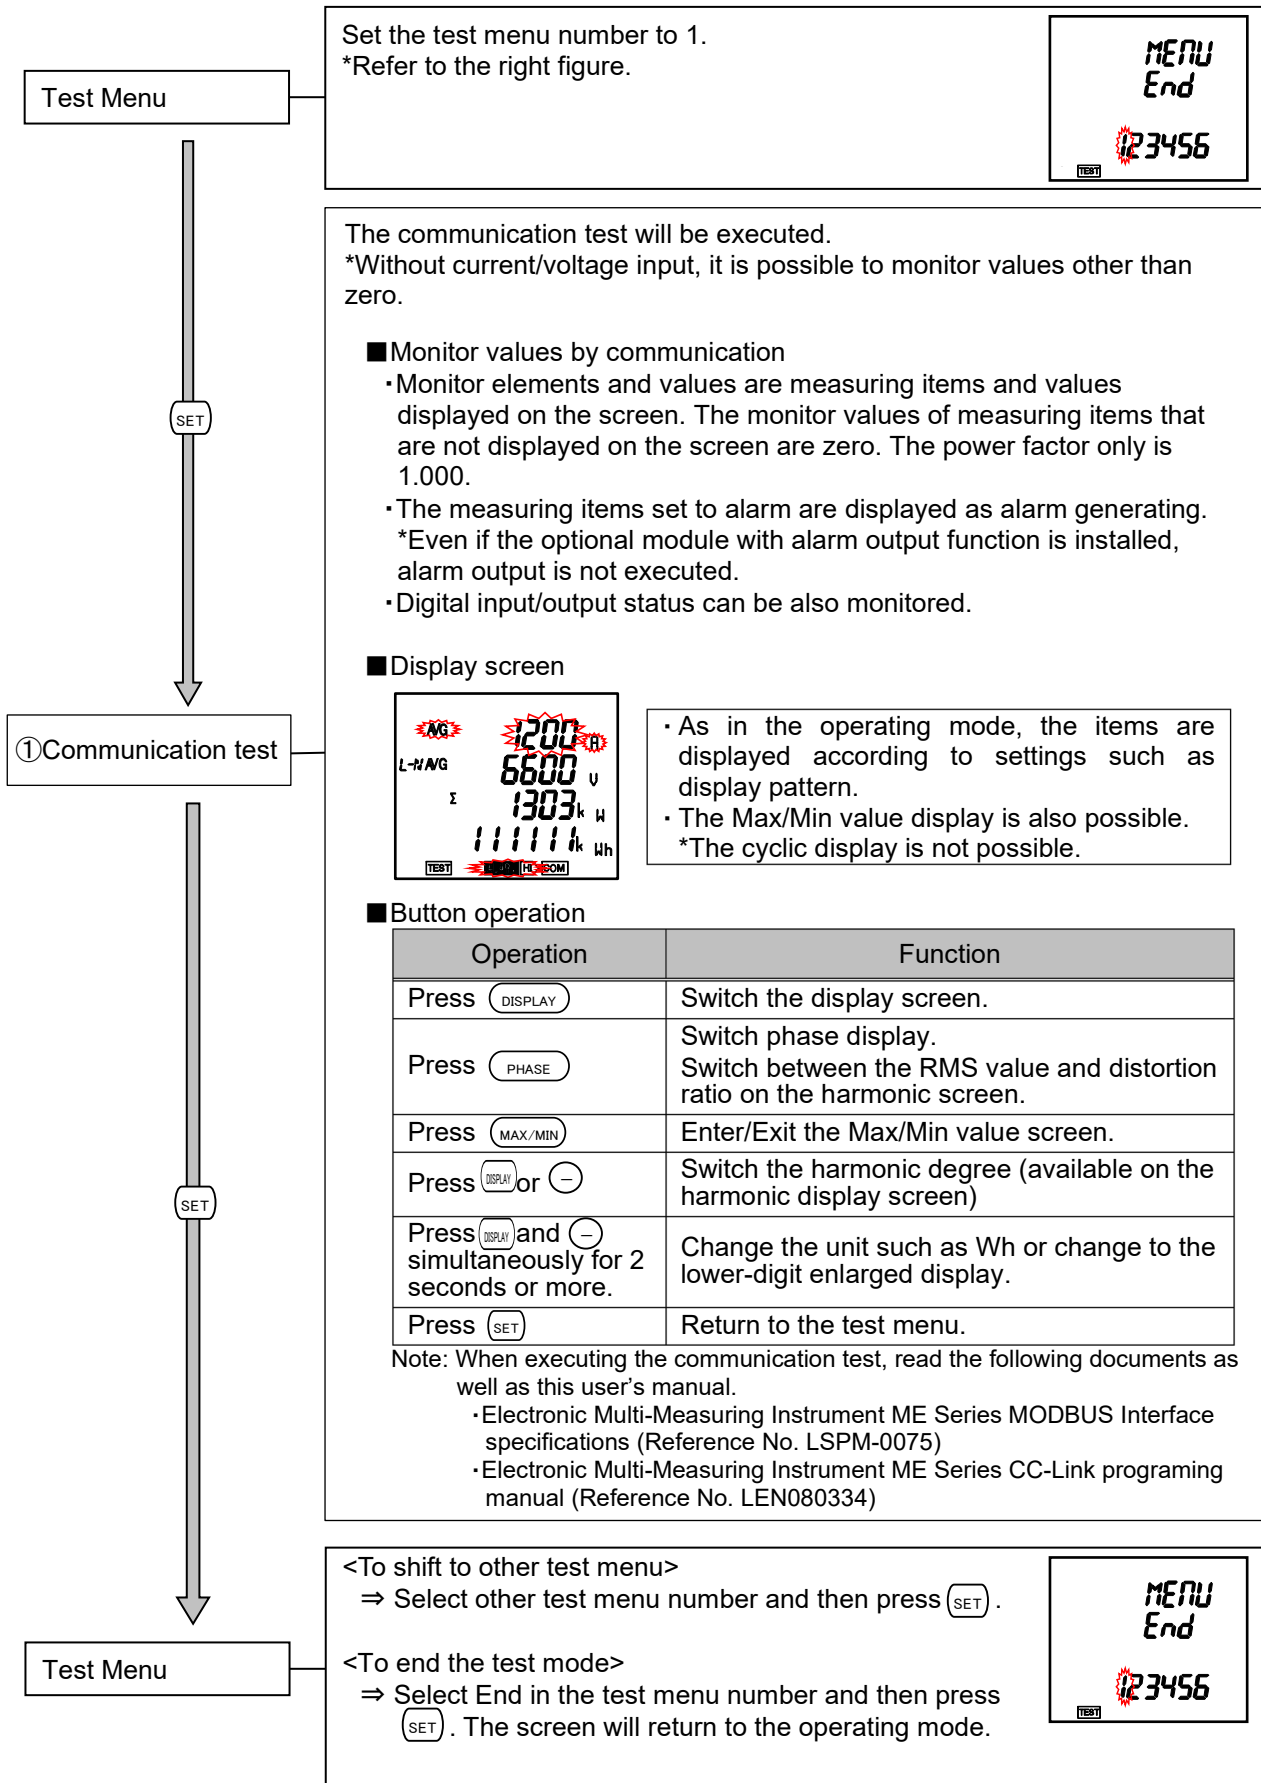 Set the test menu number to 1.
*Refer to the right figure.
MENU
End
123456
TEST
Test Menu
SET
The communication test will be executed.
*Without current/voltage input, it is possible to monitor values other than
zero.
■Monitor values by communication
・Monitor elements and values are measuring items and values
displayed on the screen. The monitor values of measuring items that
are not displayed on the screen are zero. The power factor only is
1.000.
・The measuring items set to alarm are displayed as alarm generating.
*Even if the optional module with alarm output function is installed,
alarm output is not executed.
・Digital input/output status can be also monitored.
■Display screen
①Communication test
AVG 1200 A
L-N AVG 6600 V
Σ 1303 k W
111111 k Wh
TEST HI COM
・As in the operating mode, the items are
displayed according to settings such as
display pattern.
・The Max/Min value display is also possible.
*The cyclic display is not possible.
■Button operation
Operation Function
Press DISPLAY Switch the display screen.
Press PHASE Switch phase display.
Switch between the RMS value and distortion
ratio on the harmonic screen.
Press MAX/MIN Enter/Exit the Max/Min value screen.
Press DISPLAY or − Switch the harmonic degree (available on the
harmonic display screen)
Press DISPLAY and −
simultaneously for 2
seconds or more.
Change the unit such as Wh or change to the
lower-digit enlarged display.
Press SET Return to the test menu.
SET
Note: When executing the communication test, read the following documents as
well as this user’s manual.
・Electronic Multi-Measuring Instrument ME Series MODBUS Interface
specifications (Reference No. LSPM-0075)
・Electronic Multi-Measuring Instrument ME Series CC-Link programing
manual (Reference No. LEN080334)
Test Menu
<To shift to other test menu>
⇒ Select other test menu number and then press SET .
<To end the test mode>
⇒ Select End in the test menu number and then press
SET . The screen will return to the operating mode.
MENU
End
123456
TEST